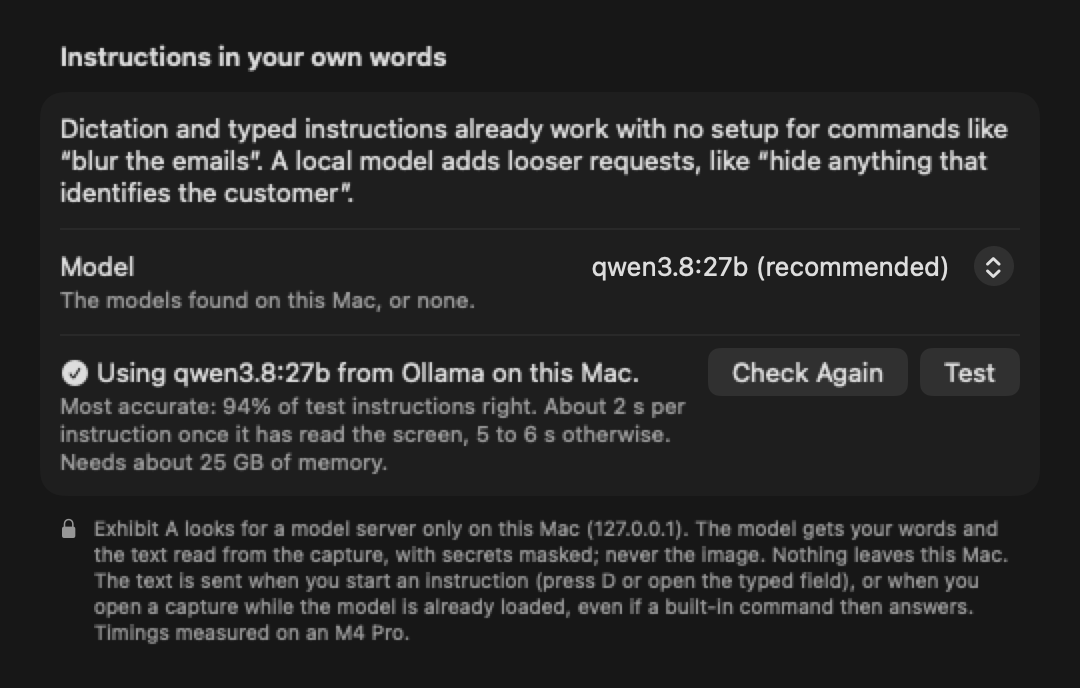 Instructions in your own words
Dictation and typed instructions already work with no setup for commands like
“blur the emails”. A local model adds looser requests, like “hide anything that
identifies the customer”.
Model
qwen3.8:27b (recommended)
The models found on this Mac, or none.
Using qwen3.8:27b from Ollama on this Mac.
Check Again
Test
Most accurate: 94% of test instructions right. About 2 s per
instruction once it has read the screen, 5 to 6 s otherwise.
Needs about 25 GB of memory.
Exhibit A looks for a model server only on this Mac (127.0.0.1). The model gets your words and
the text read from the capture, with secrets masked; never the image. Nothing leaves this Mac.
The text is sent when you start an instruction (press D or open the typed field), or when you
open a capture while the model is already loaded, even if a built-in command then answers.
Timings measured on an M4 Pro.